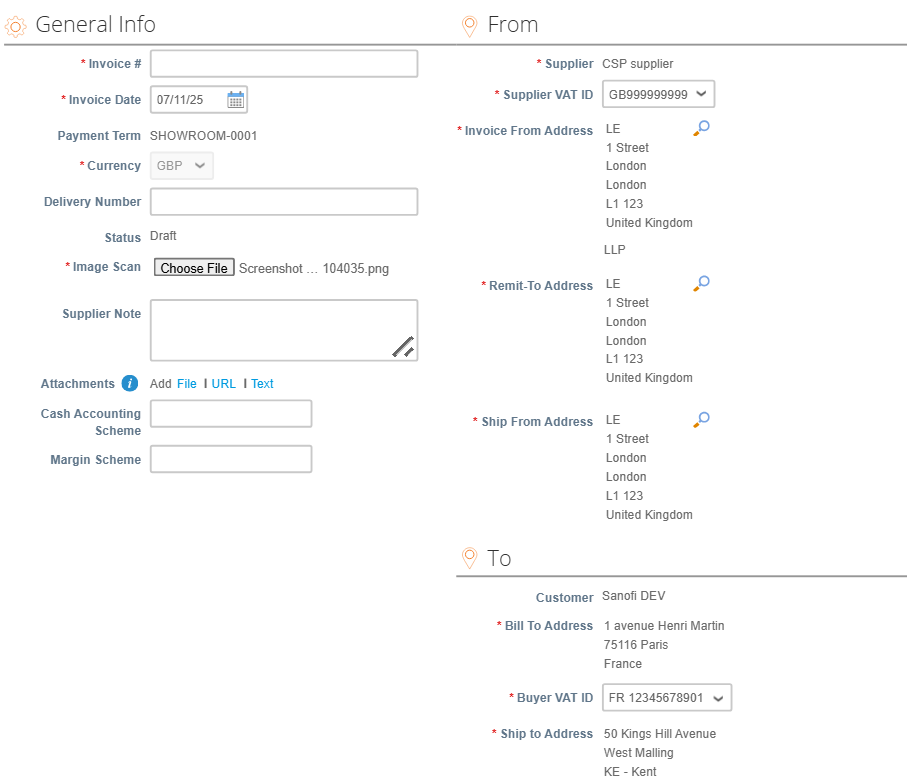 General Info
* Invoice #
* Invoice Date 07/11/25
Payment Term SHOWROOM-0001
* Currency GBP
Delivery Number
Status Draft
* Image Scan Choose File Screenshot ... 104035.png
Supplier Note
Attachments i Add File | URL | Text
Cash Accounting
Scheme
Margin Scheme
From
* Supplier CSP supplier
* Supplier VAT ID GB999999999
* Invoice From Address LE
1 Street
London
London
L1 123
United Kingdom
LLP
* Remit-To Address LE
1 Street
London
London
L1 123
United Kingdom
* Ship From Address LE
1 Street
London
London
L1 123
United Kingdom
To
Customer Sanofi DEV
* Bill To Address 1 avenue Henri Martin
75116 Paris
France
* Buyer VAT ID FR 12345678901
* Ship to Address 50 Kings Hill Avenue
West Malling
KE - Kent